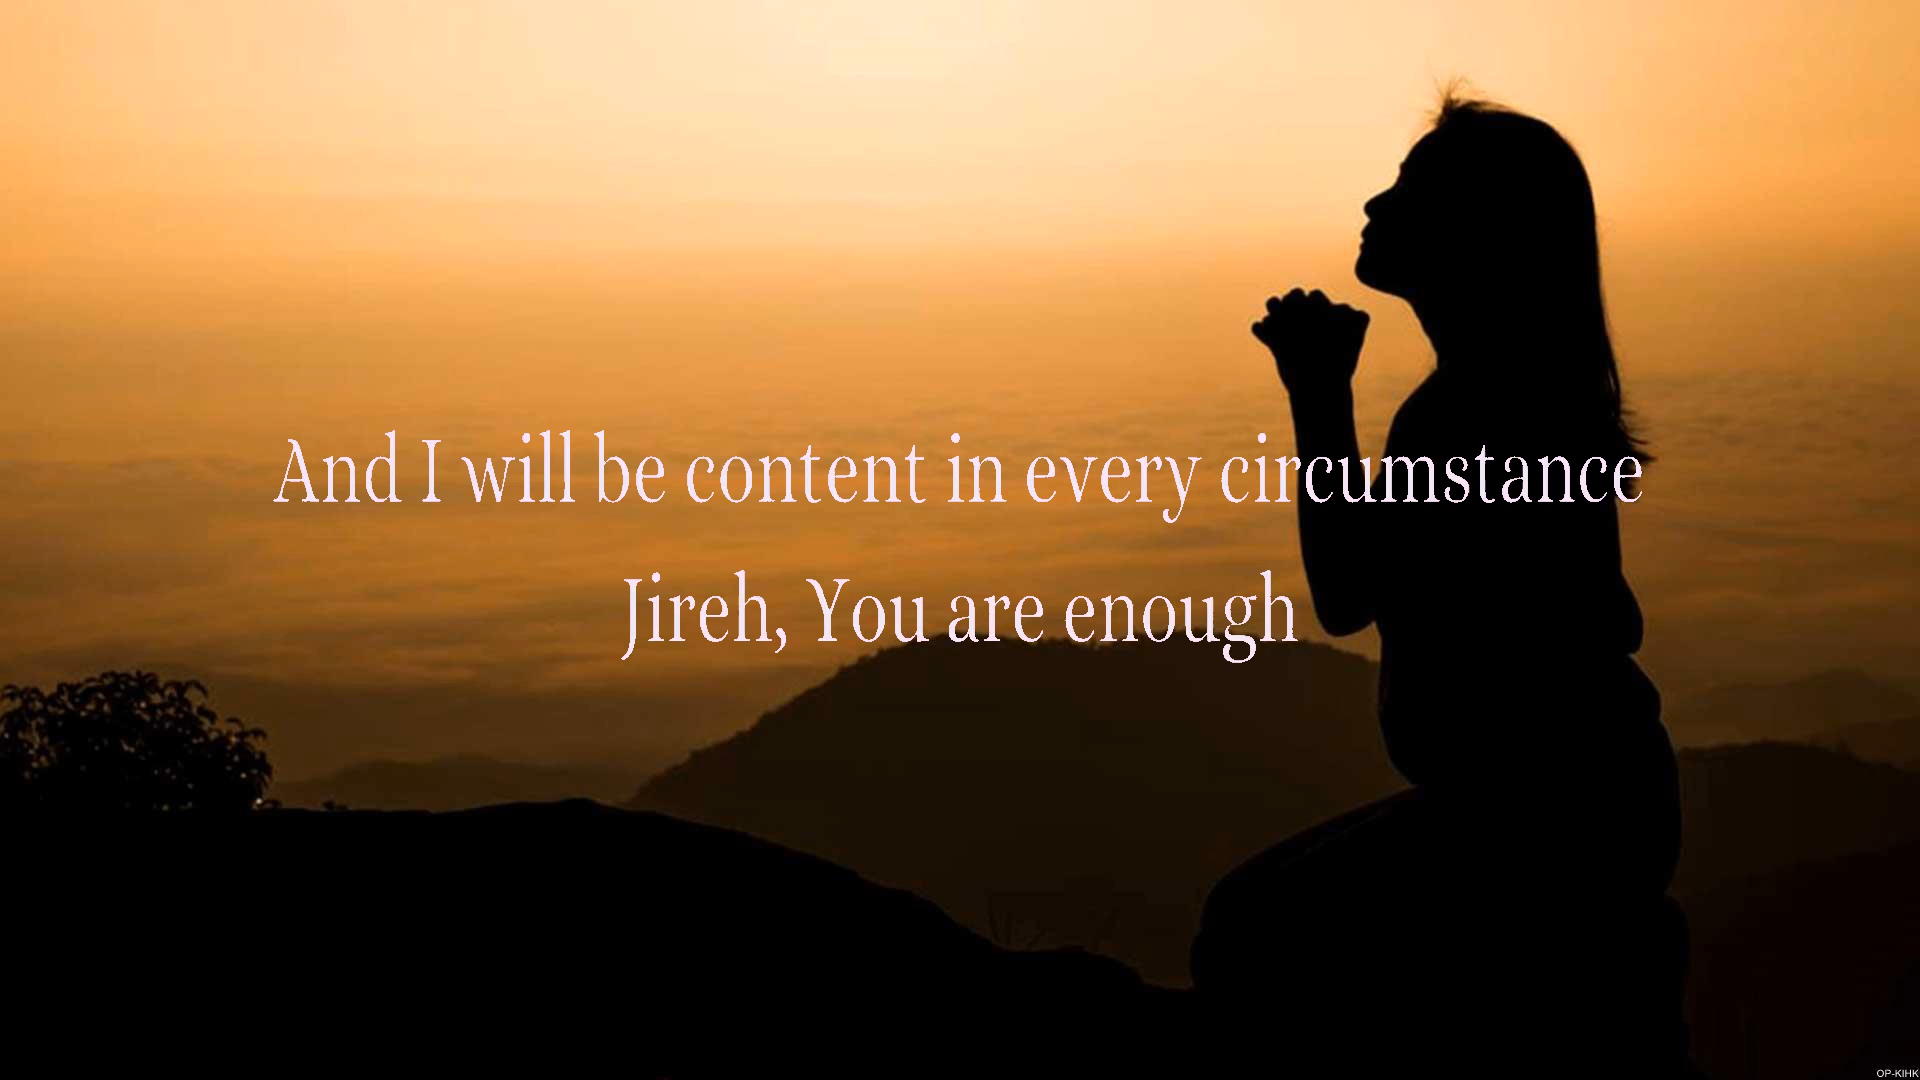 And I will be content in every circumstance
Jireh, You are enough
OP-KIHK